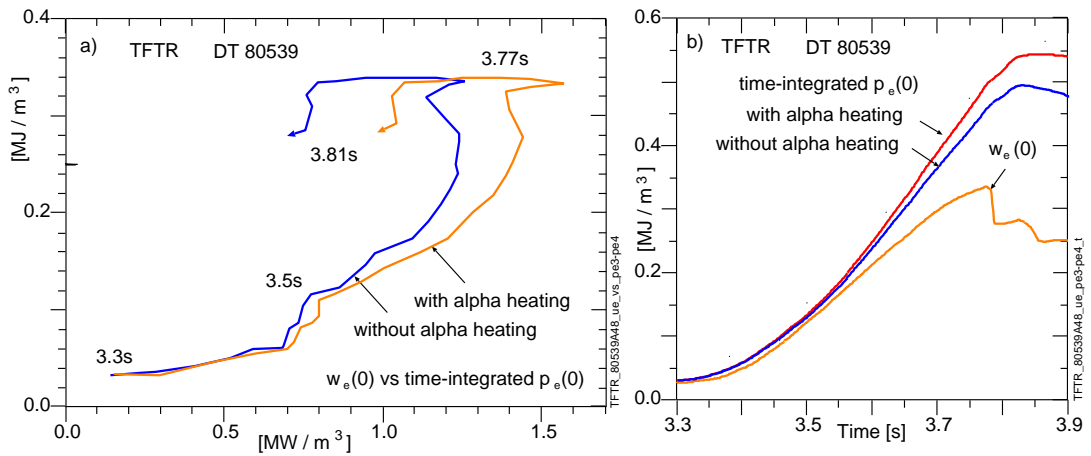 a) TFTR DT 80539
3.77s
0.4
[MJ / m 3]
3.81s
0.2
3.5s
with alpha heating
without alpha heating
3.3s
w e (0) vs time-integrated p e (0)
0.0
0.0 0.5 1.0 1.5
[MW / m 3]
TFTR_80539A48_ue_vs_pe3-pe4
b) TFTR DT 80539
0.6
time-integrated p e (0)
with alpha heating
without alpha heating
w e (0)
0.4
[MJ / m 3]
0.2
0.0
3.3 3.5 3.7 3.9
Time [s]
TFTR_80539A48_ue_pe3-pe4_t